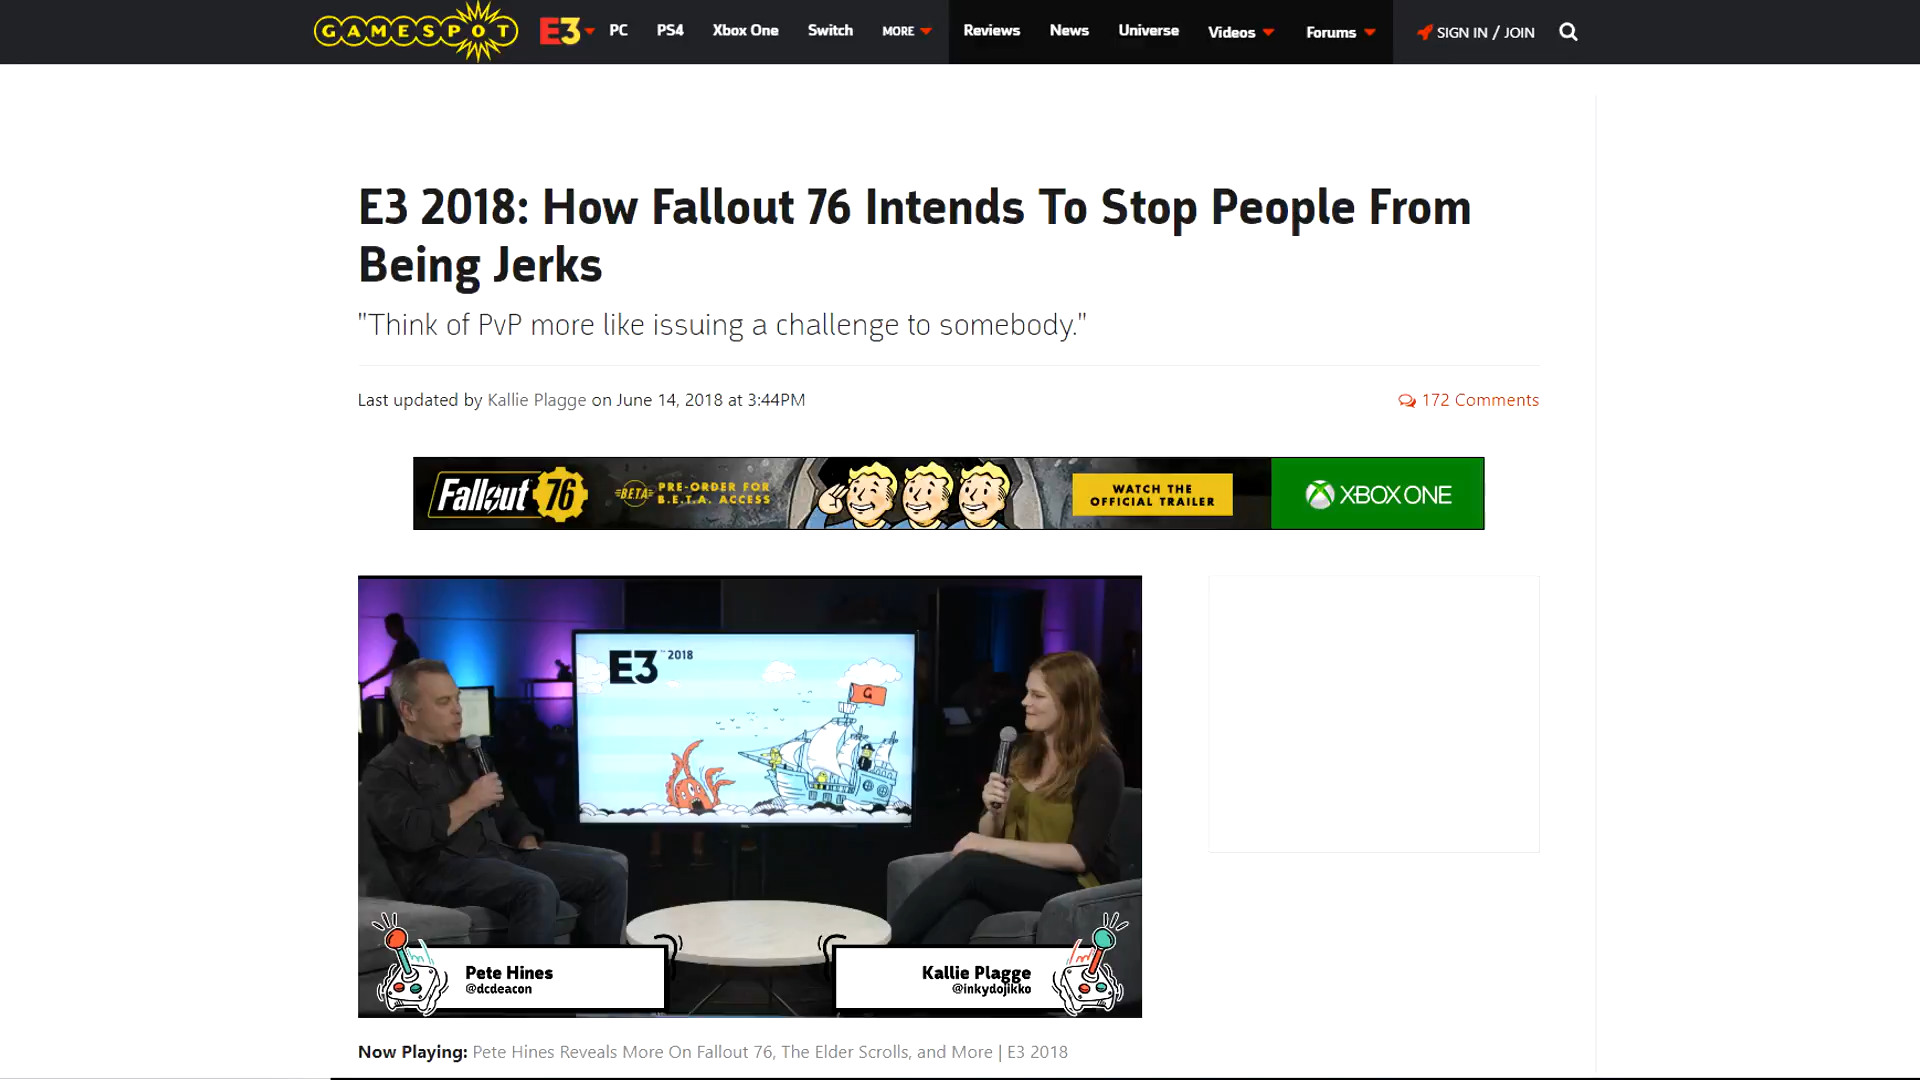 GAMESPOT
E3 PC PS4 Xbox One Switch MORE Reviews News Universe Videos Forums SIGN IN / JOIN
E3 2018: How Fallout 76 Intends To Stop People From
Being Jerks
"Think of PvP more like issuing a challenge to somebody."
Last updated by Kallie Plagge on June 14, 2018 at 3:44PM
172 Comments
Fallout 76
BETA
PRE-ORDER FOR
B.E.T.A. ACCESS
WATCH THE
OFFICIAL TRAILER
XBOX ONE
E3 2018
G
Pete Hines
@dcdeacon
Kallie Plagge
@inkydojikko
Now Playing: Pete Hines Reveals More On Fallout 76, The Elder Scrolls, and More | E3 2018